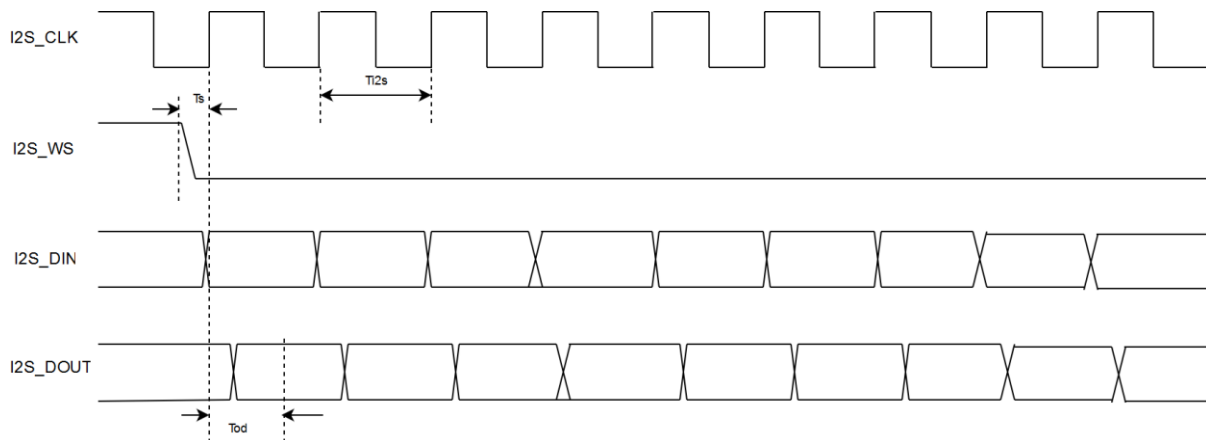 I2S_CLK
Ts
TI2s
I2S_WS
I2S_DIN
I2S_DOUT
Tod